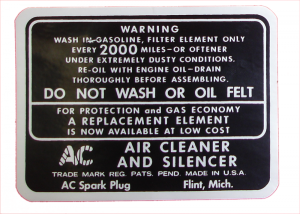 WARNING
WASH IN GASOLINE, FILTER ELEMENT ONLY
EVERY 2000 MILES—OR OFTENER
UNDER EXTREMELY DUSTY CONDITIONS.
RE-OIL WITH ENGINE OIL—DRAIN
THOROUGHLY BEFORE ASSEMBLING.
DO NOT WASH OR OIL FELT
FOR PROTECTION and GAS ECONOMY
A REPLACEMENT ELEMENT
IS NOW AVAILABLE AT LOW COST
AC AIR CLEANER
AND SILENCER
TRADE MARK REG. PATS. PEND. MADE IN U.S.A.
AC Spark Plug Flint, Mich.